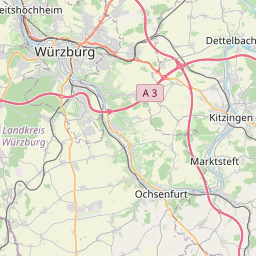 eitshöchheim
Dettelbach
Würzburg
A 3
Kitzingen
Landkreis
Würzburg
Marktsteft
Ochsenfurt